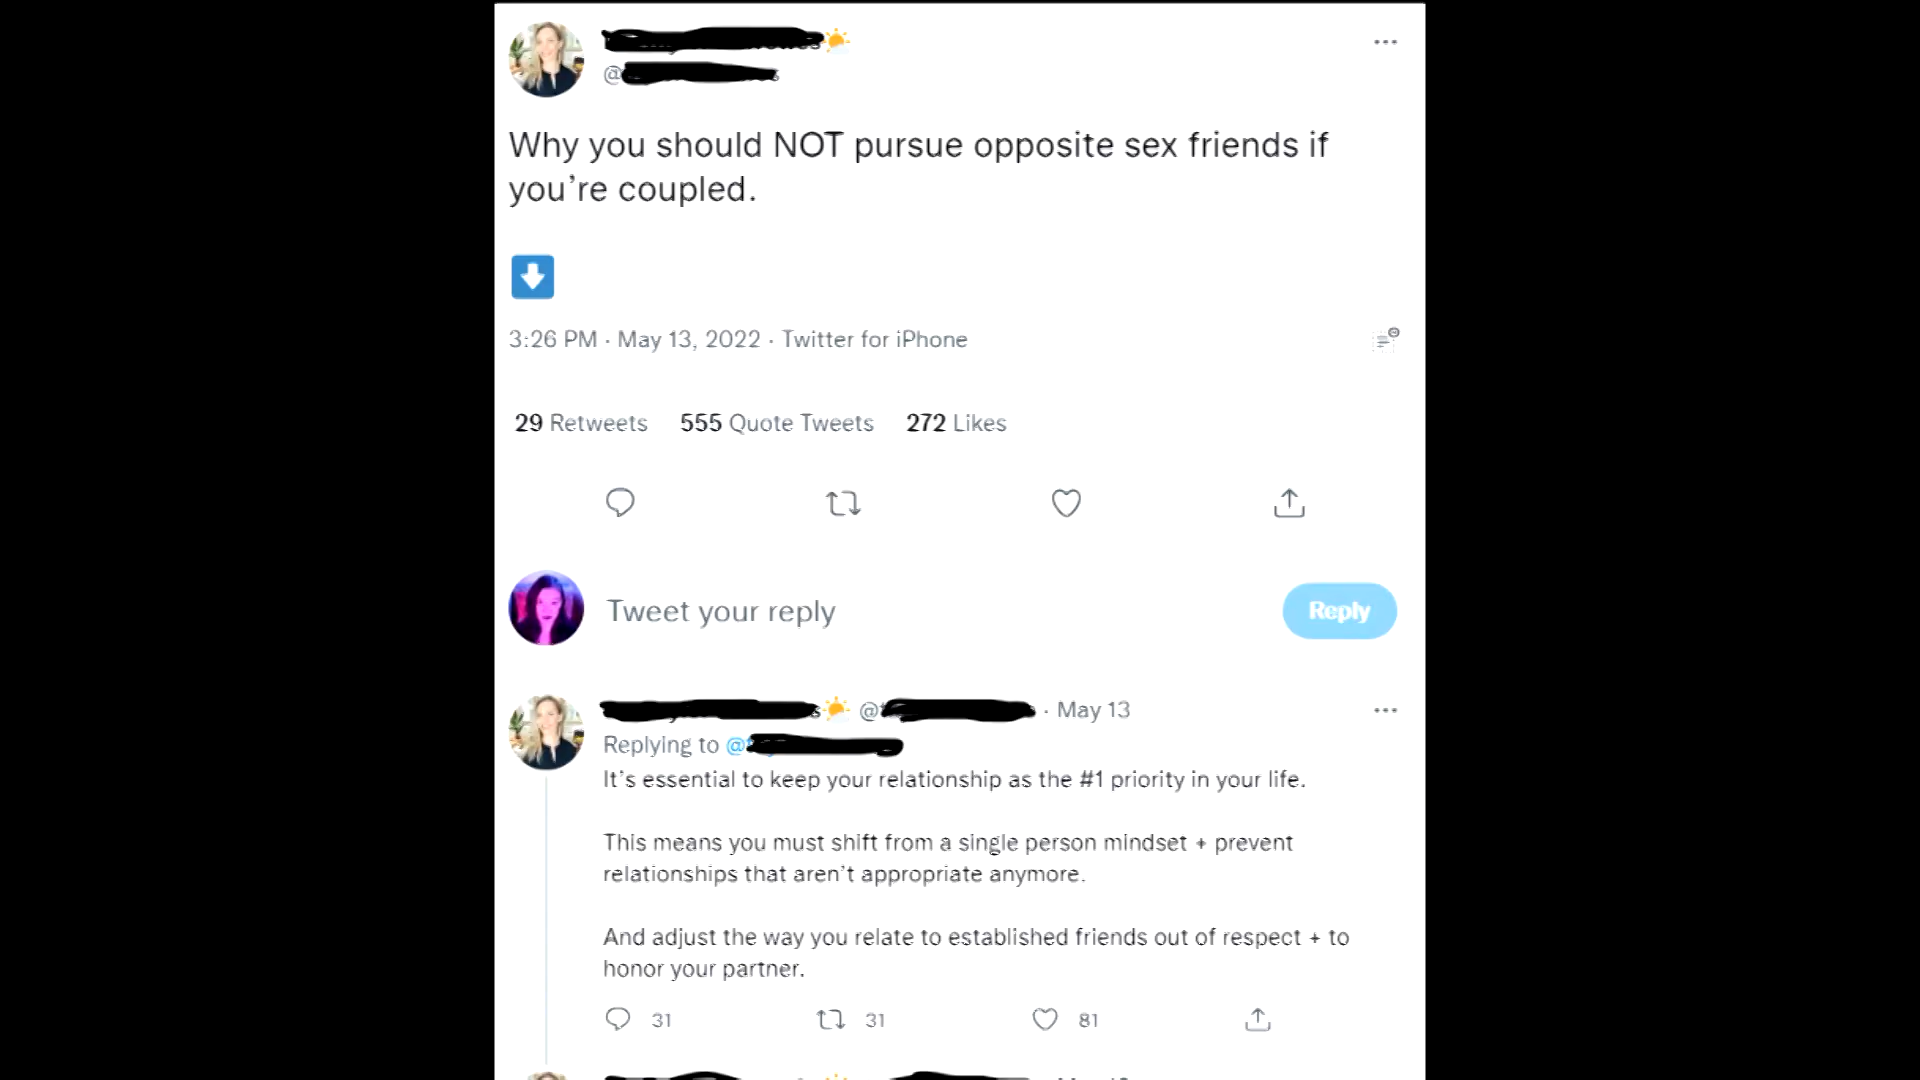 @
Why you should NOT pursue opposite sex friends if
you're coupled.
3:26 PM · May 13, 2022 · Twitter for iPhone
29 Retweets 555 Quote Tweets 272 Likes
Tweet your reply
Reply
@ · May 13
Replying to @
It's essential to keep your relationship as the #1 priority in your life.
This means you must shift from a single person mindset + prevent
relationships that aren't appropriate anymore.
And adjust the way you relate to established friends out of respect + to
honor your partner.
31 31 81